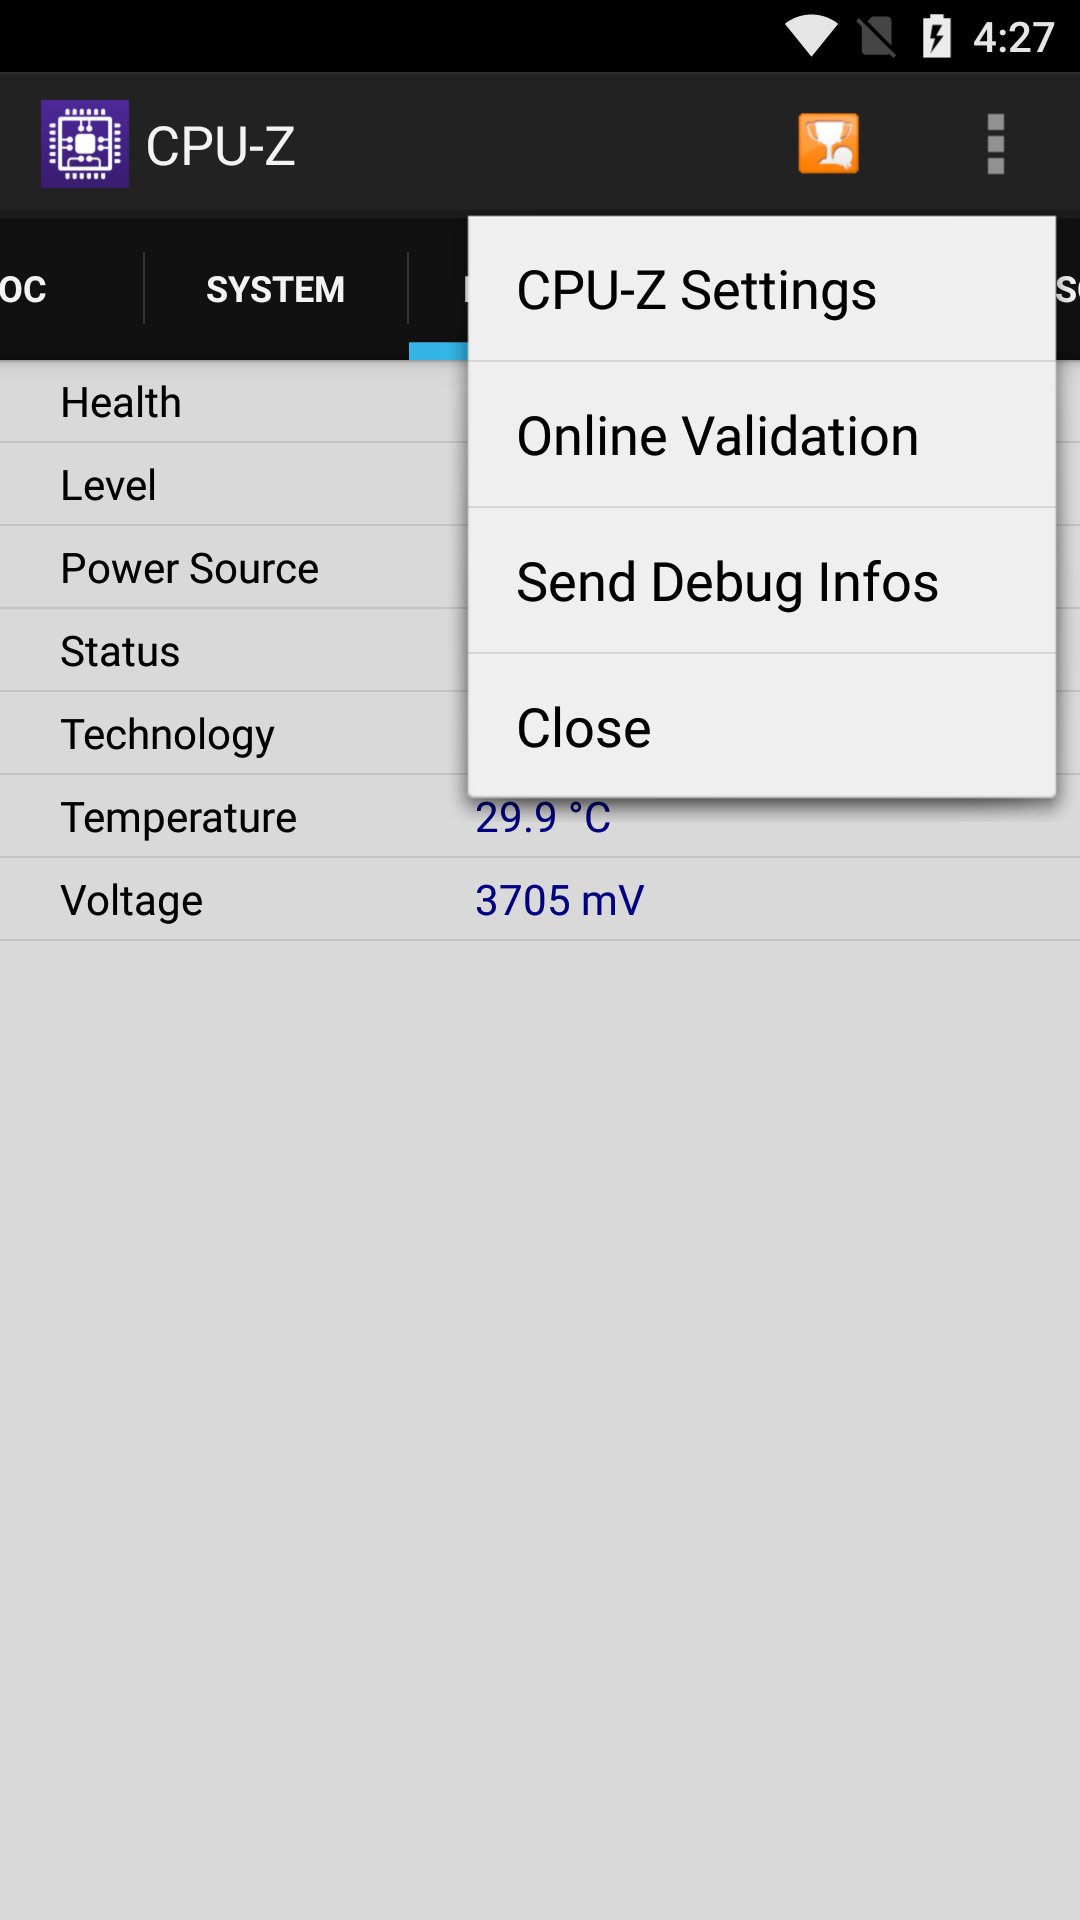 4:27
CPU-Z
OC SYSTEM
CPU-Z Settings
Online Validation
Send Debug Infos
Close
Health
Level
Power Source
Status
Technology
Temperature 29.9 °C
Voltage 3705 mV